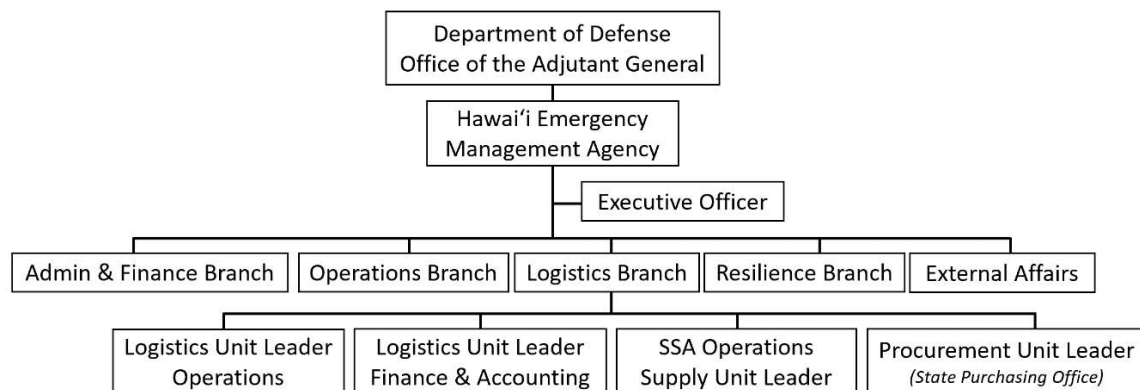 Department of Defense
Office of the Adjutant General
Hawai‘i Emergency
Management Agency
Executive Officer
Admin & Finance Branch
Operations Branch
Logistics Branch
Resilience Branch
External Affairs
Logistics Unit Leader
Operations
Logistics Unit Leader
Finance & Accounting
SSA Operations
Supply Unit Leader
Procurement Unit Leader
(State Purchasing Office)